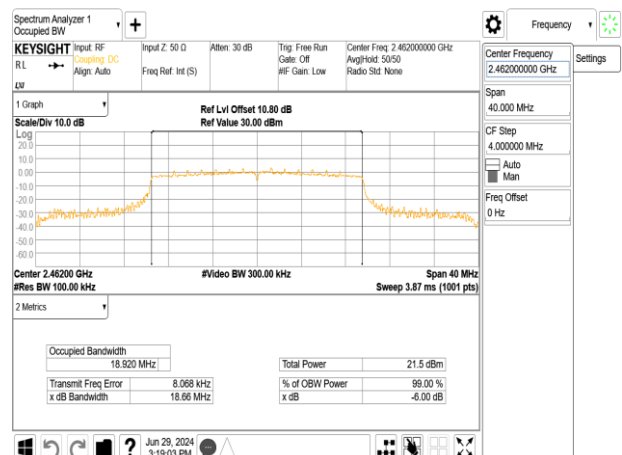 Spectrum Analyzer 1
Occupied BW
Frequency
KEYSIGHT
RL
Input: RF
Coupling: DC
Align: Auto
Input Z: 50 Ω
Freq Ref: Int (S)
Atten: 30 dB
Trig: Free Run
Gate: Off
#IF Gain: Low
Center Freq: 2.462000000 GHz
Avg|Hold: 50/50
Radio Std: None
Center Frequency
2.462000000 GHz
Settings
Span
40.000 MHz
CF Step
4.000000 MHz
Auto
Man
Freq Offset
0 Hz
1 Graph
Scale/Div 10.0 dB
Ref Lvl Offset 10.80 dB
Ref Value 30.00 dBm
Log
20.0
10.0
0.00
-10.0
-20.0
-30.0
-40.0
-50.0
-60.0
Center 2.46200 GHz
#Res BW 100.00 kHz
#Video BW 300.00 kHz
Span 40 MHz
Sweep 3.87 ms (1001 pts)
2 Metrics
Occupied Bandwidth
18.920 MHz
Transmit Freq Error 8.068 kHz
x dB Bandwidth 18.66 MHz
Total Power 21.5 dBm
% of OBW Power 99.00 %
x dB -6.00 dB
?
Jun 29, 2024
3:19:03 PM